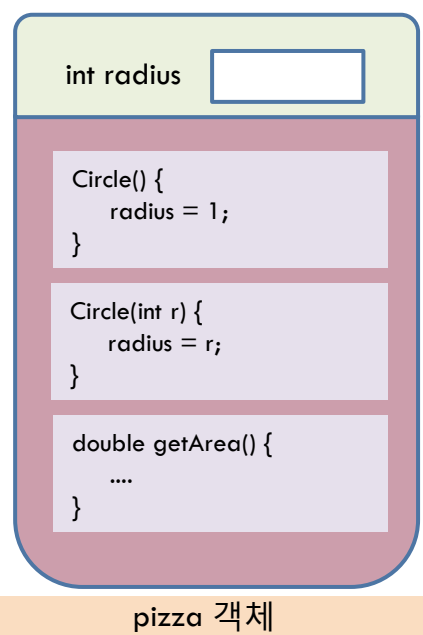 int radius
Circle() {
radius = 1;
}
Circle(int r) {
radius = r;
}
double getArea() {
....
}
pizza 객체